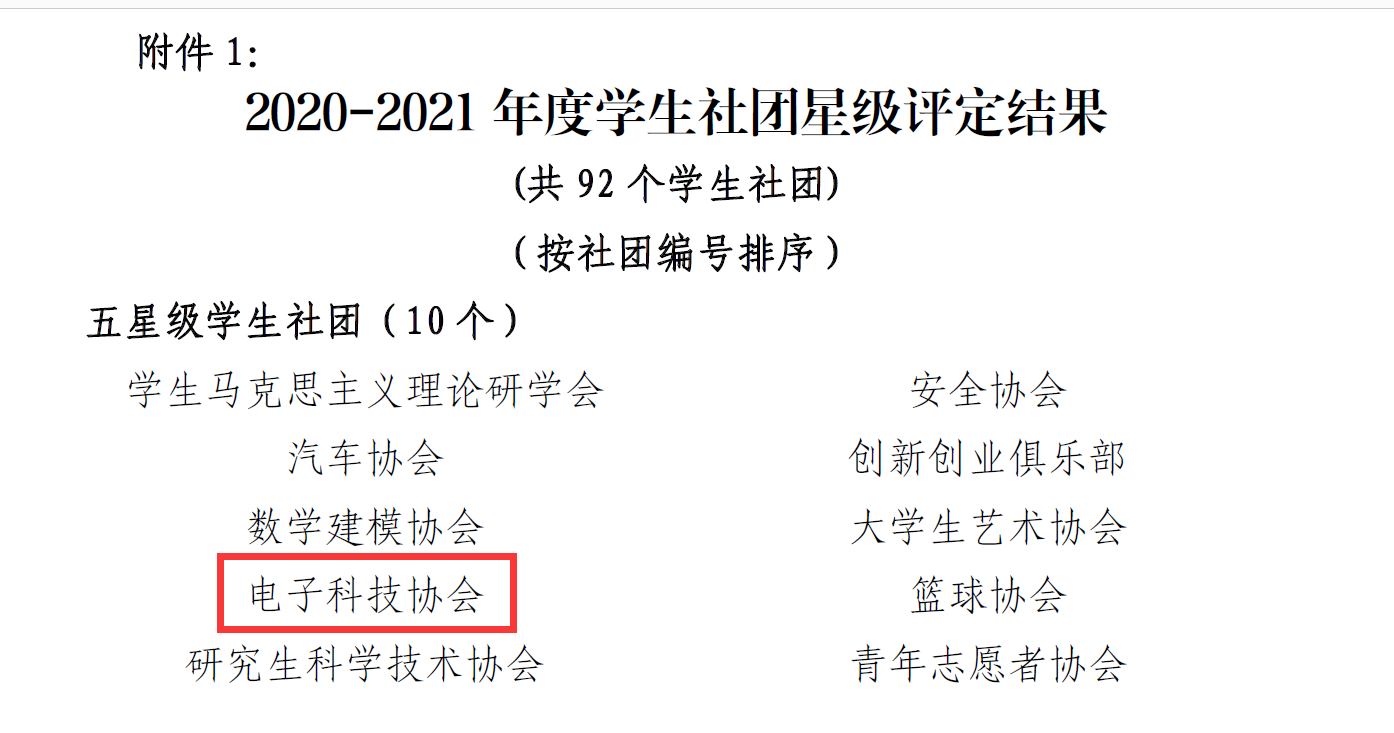 附件 1：
2020-2021 年度学生社团星级评定结果
(共 92 个学生社团)
（按社团编号排序）
五星级学生社团（10 个）
学生马克思主义理论研学会 安全协会
汽车协会 创新创业俱乐部
数学建模协会 大学生艺术协会
电子科技协会 篮球协会
研究生科学技术协会 青年志愿者协会